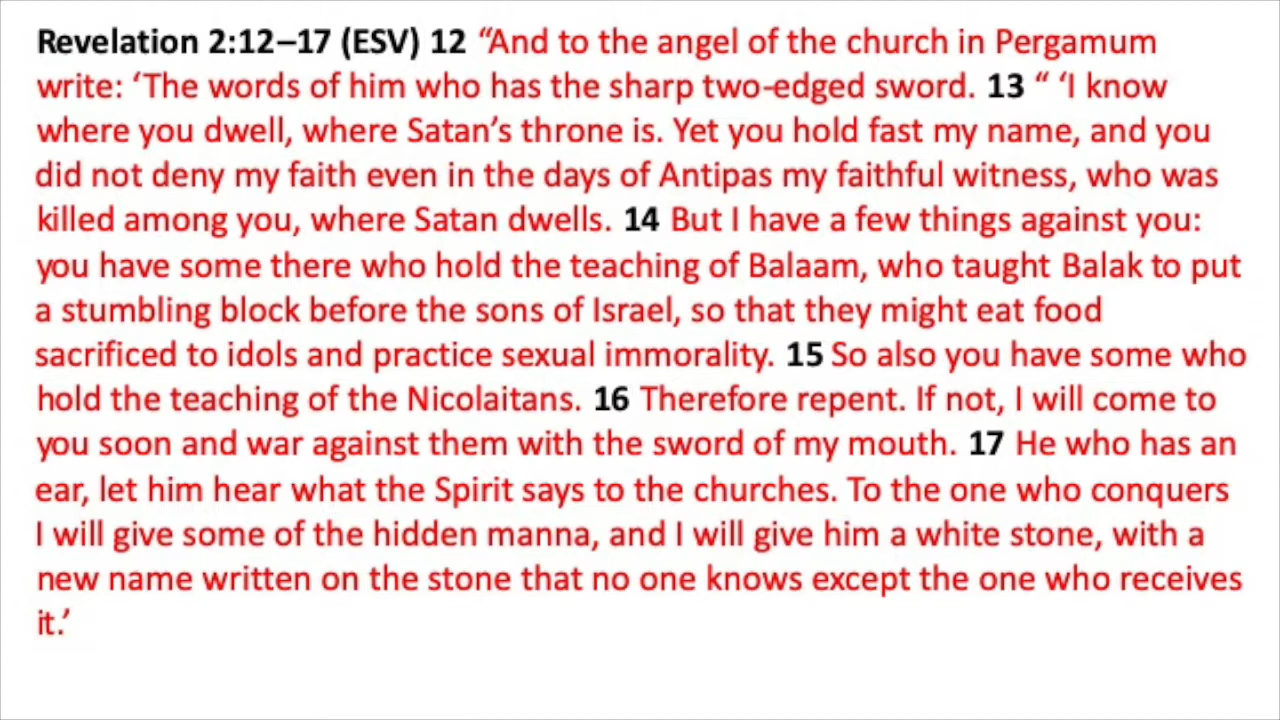 Revelation 2:12–17 (ESV) 12 “And to the angel of the church in Pergamum
write: ‘The words of him who has the sharp two-edged sword. 13 “ ‘I know
where you dwell, where Satan’s throne is. Yet you hold fast my name, and you
did not deny my faith even in the days of Antipas my faithful witness, who was
killed among you, where Satan dwells. 14 But I have a few things against you:
you have some there who hold the teaching of Balaam, who taught Balak to put
a stumbling block before the sons of Israel, so that they might eat food
sacrificed to idols and practice sexual immorality. 15 So also you have some who
hold the teaching of the Nicolaitans. 16 Therefore repent. If not, I will come to
you soon and war against them with the sword of my mouth. 17 He who has an
ear, let him hear what the Spirit says to the churches. To the one who conquers
I will give some of the hidden manna, and I will give him a white stone, with a
new name written on the stone that no one knows except the one who receives
it.’